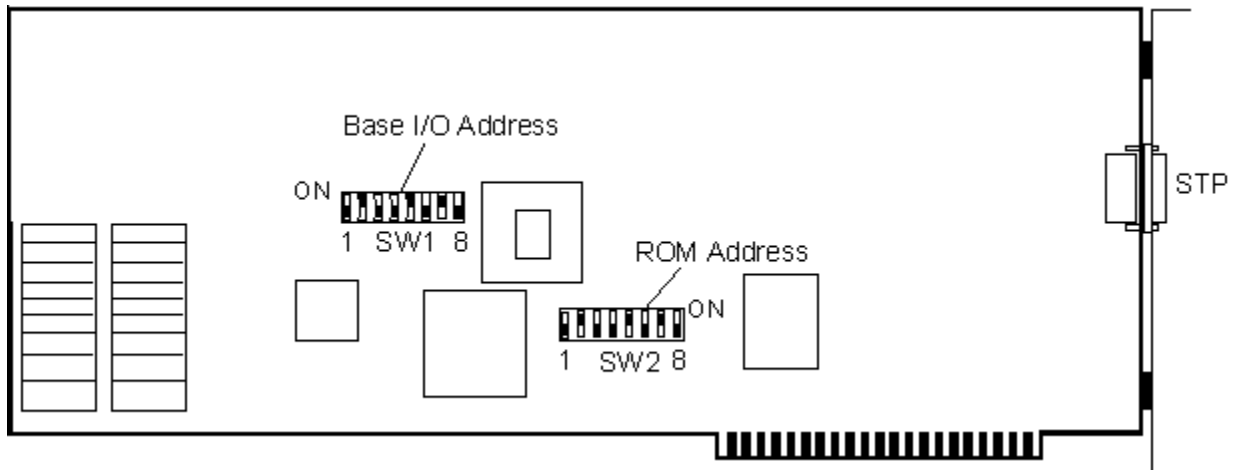 Base I/O Address
ON
1 SW1 8
STP
ROM Address
ON
1 SW2 8